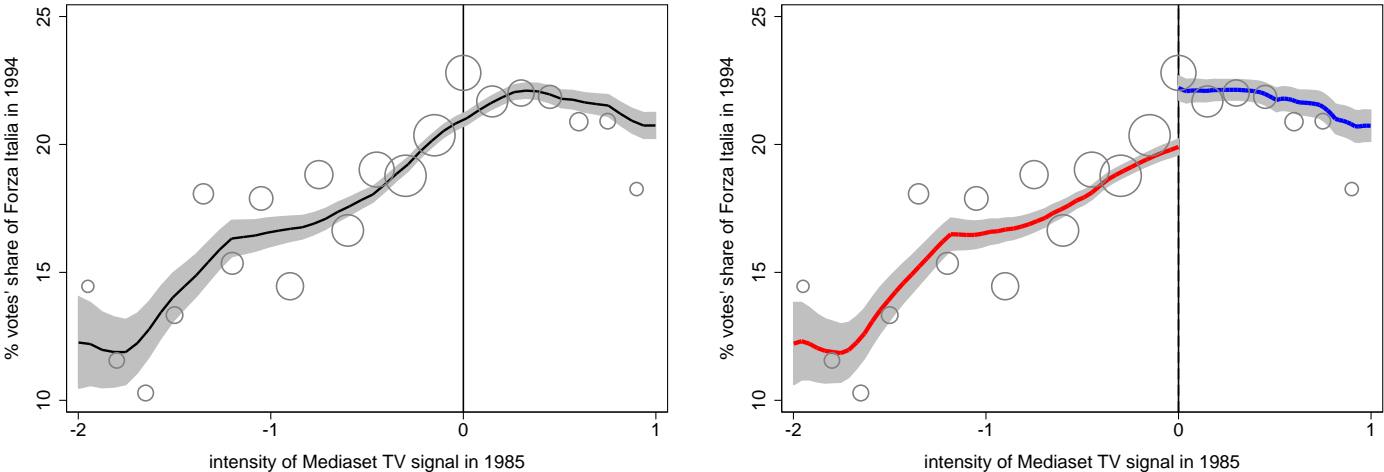 % votes' share of Forza Italia in 1994
25
20
15
10
-2 -1 0 1
intensity of Mediaset TV signal in 1985
% votes' share of Forza Italia in 1994
25
20
15
10
-2 -1 0 1
intensity of Mediaset TV signal in 1985